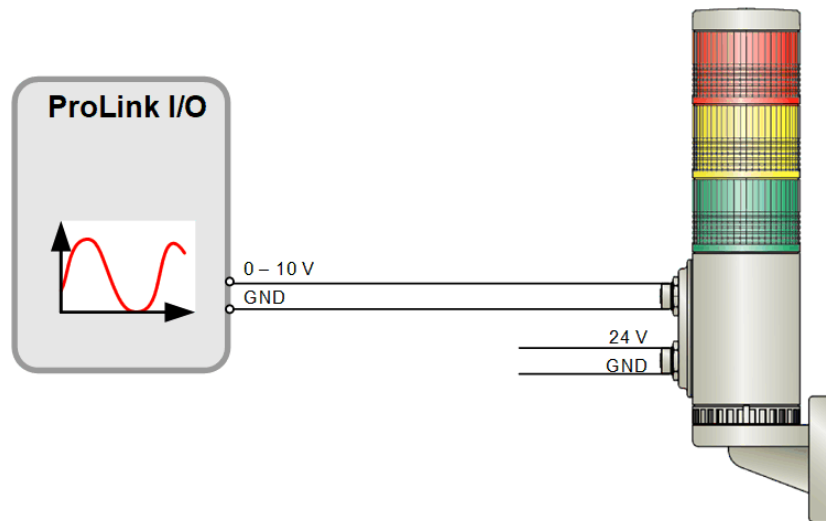 ProLink I/O
0 – 10 V
GND
24 V
GND